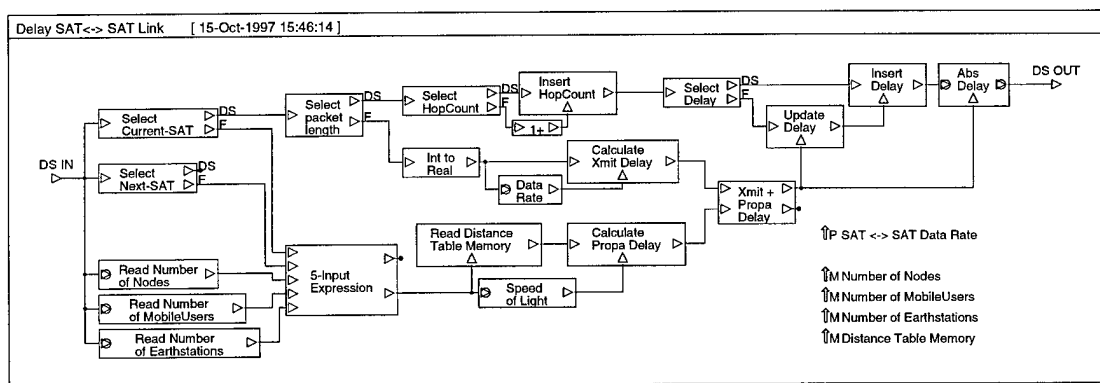 Delay SAT<-> SAT Link [ 15-Oct-1997 15:46:14 ]
DS IN
Select
Current-SAT
DS
F
Select
Next-SAT
DS
F
Read Number
of Nodes
Read Number
of MobileUsers
Read Number
of Earthstations
Select
packet
length
DS
F
5-Input
Expression
Select
HopCount
DS
F
Insert
HopCount
1+
Int to
Real
Data
Rate
Calculate
Xmit Delay
Read Distance
Table Memory
Calculate
Propa Delay
Speed
of Light
Select
Delay
DS
F
Xmit +
Propa
Delay
Update
Delay
Insert
Delay
Abs
Delay
DS OUT
⇧P SAT <-> SAT Data Rate
⇧M Number of Nodes
⇧M Number of MobileUsers
⇧M Number of Earthstations
⇧M Distance Table Memory